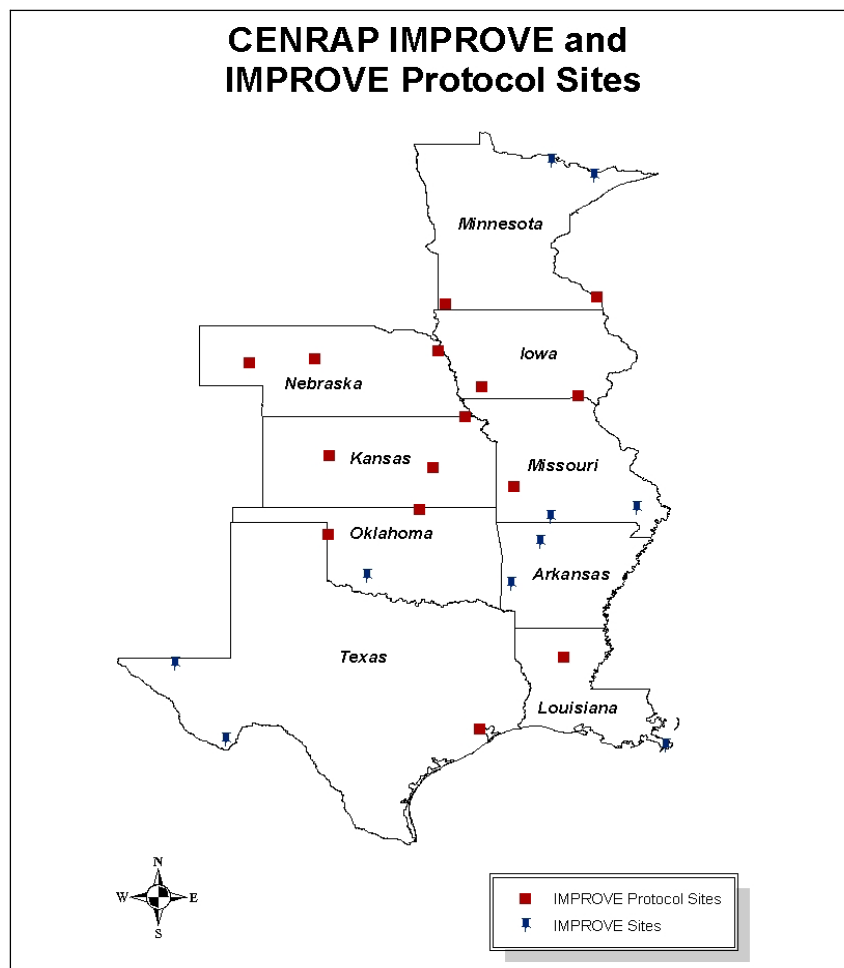 CENRAP IMPROVE and
IMPROVE Protocol Sites
Minnesota
Iowa
Nebraska
Kansas
Missouri
Oklahoma
Arkansas
Texas
Louisiana
N
W E
S
IMPROVE Protocol Sites
IMPROVE Sites